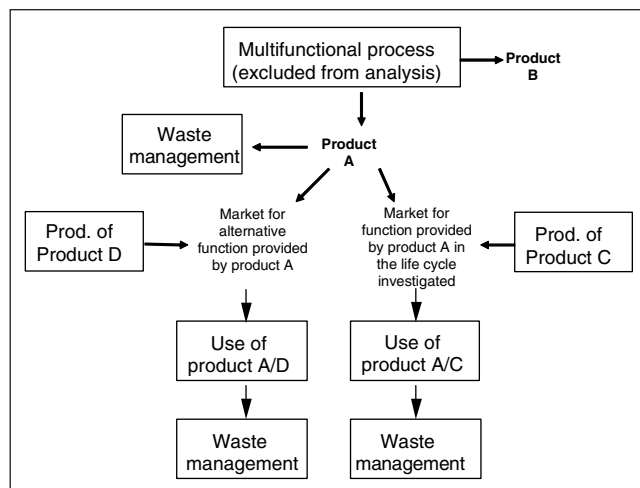 Multifunctional process
(excluded from analysis)
Product
B
Waste
management
Product
A
Prod. of
Product D
Market for
alternative
function provided
by product A
Market for
function provided
by product A in
the life cycle
investigated
Prod. of
Product C
Use of
product A/D
Use of
product A/C
Waste
management
Waste
management